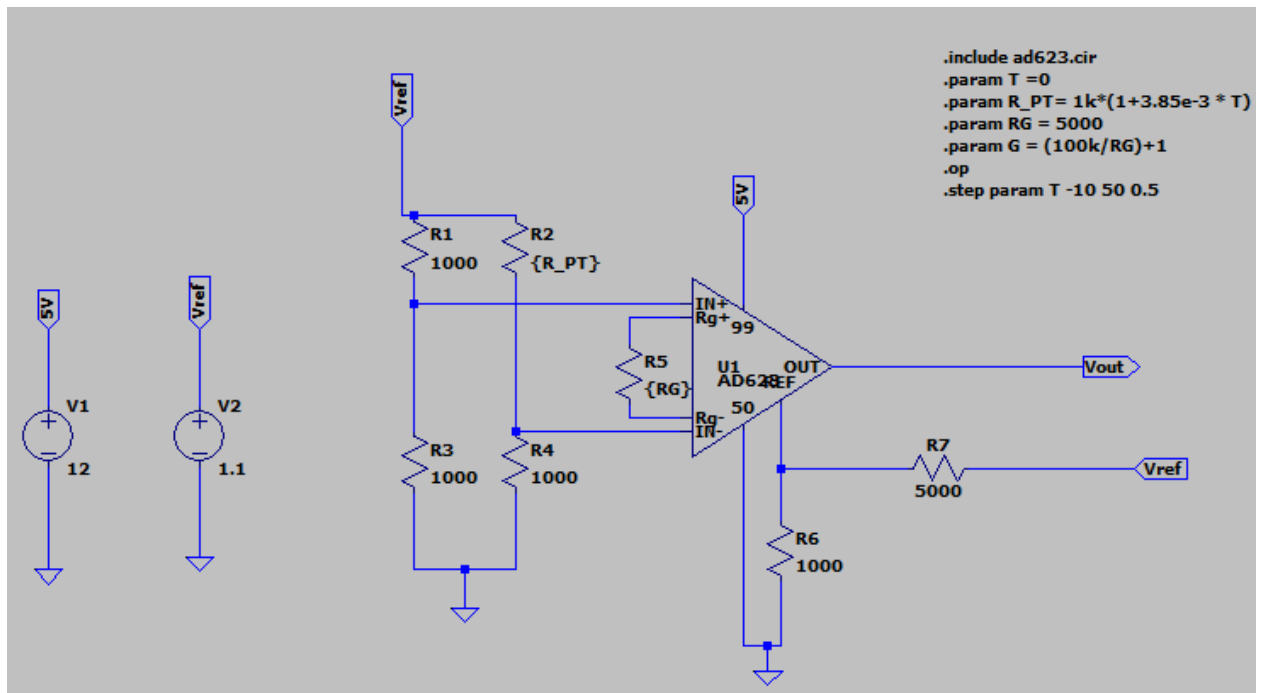 .include ad623.cir
.param T =0
.param R_PT= 1k*(1+3.85e-3 * T)
.param RG = 5000
.param G = (100k/RG)+1
.op
.step param T -10 50 0.5
Vref
5V
R1
1000
R2
{R_PT}
5V
Vref
IN+
Rg+
99
R5
{RG}
U1
OUT
AD623
REF
Vout
50
Rg-
IN-
V1
12
V2
1.1
R3
1000
R4
1000
R7
5000
Vref
R6
1000